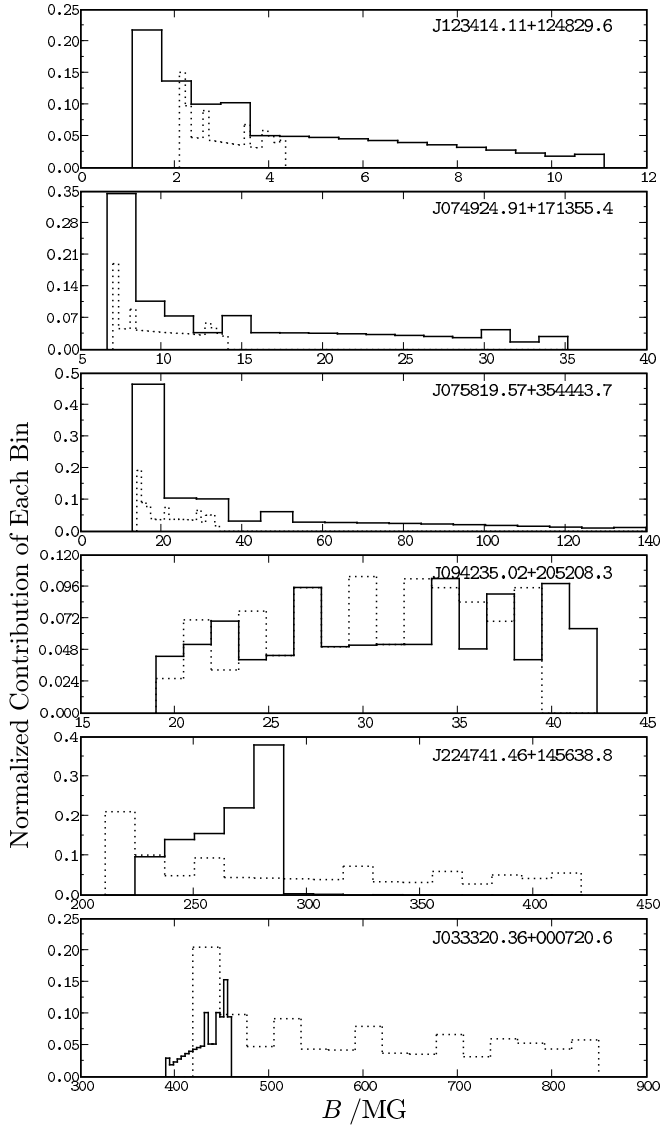 0.25
J123414.11+124829.6
0.20
0.15
0.10
0.05
0.00
0 2 4 6 8 10 12
0.35
J074924.91+171355.4
0.28
0.21
0.14
0.07
0.00
5 10 15 20 25 30 35 40
0.5
J075819.57+354443.7
0.4
0.3
0.2
0.1
0.0
0 20 40 60 80 100 120 140
0.120
J094235.02+205208.3
0.096
0.072
0.048
0.024
0.000
15 20 25 30 35 40 45
0.4
J224741.46+145638.8
0.3
0.2
0.1
0.0
200 250 300 350 400 450
0.25
J033320.36+000720.6
0.20
0.15
0.10
0.05
0.00
300 400 500 600 700 800 900
Normalized Contribution of Each Bin
B /MG